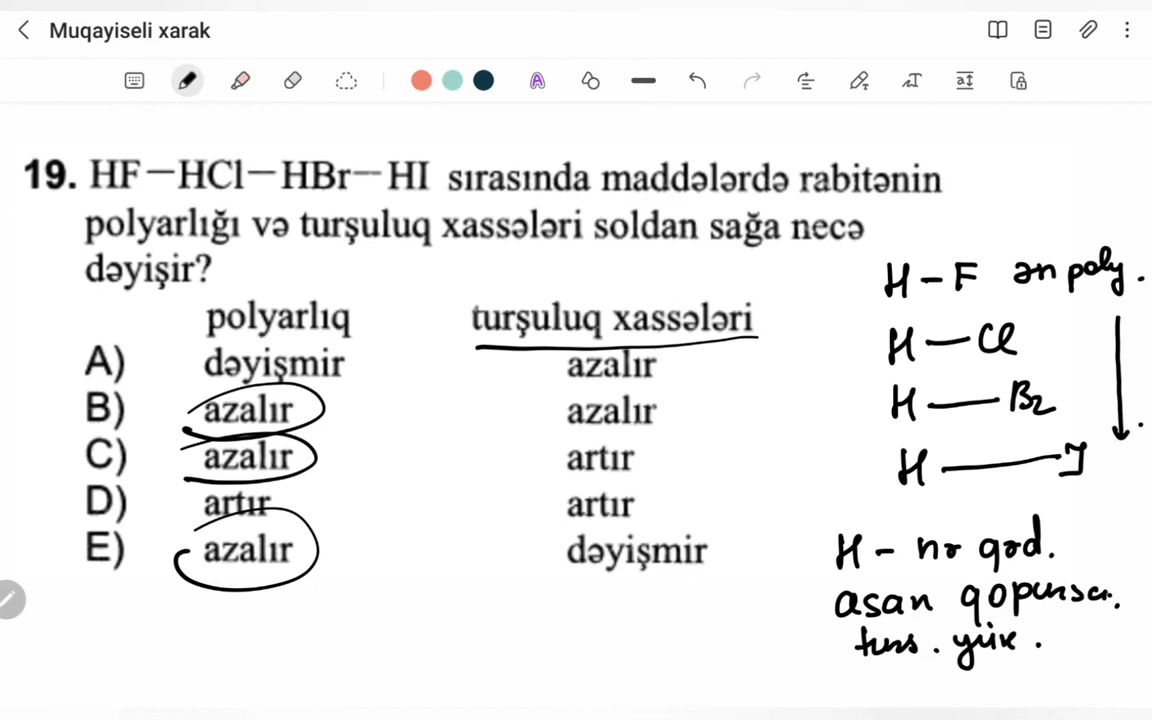 Muqayiseli xarak
19. HF—HCl—HBr—HI sırasında maddələrdə rabitənin
polyarlığı və turşuluq xassələri soldan sağa necə
dəyişir?
polyarlıq turşuluq xassələri
A) dəyişmir azalır
B) azalır azalır
C) azalır artır
D) artır artır
E) azalır dəyişmir
H – F ən poly.
H — Cl
H — Br
H — J
H – nə qəd.
asan qopursa.
turş. yük.